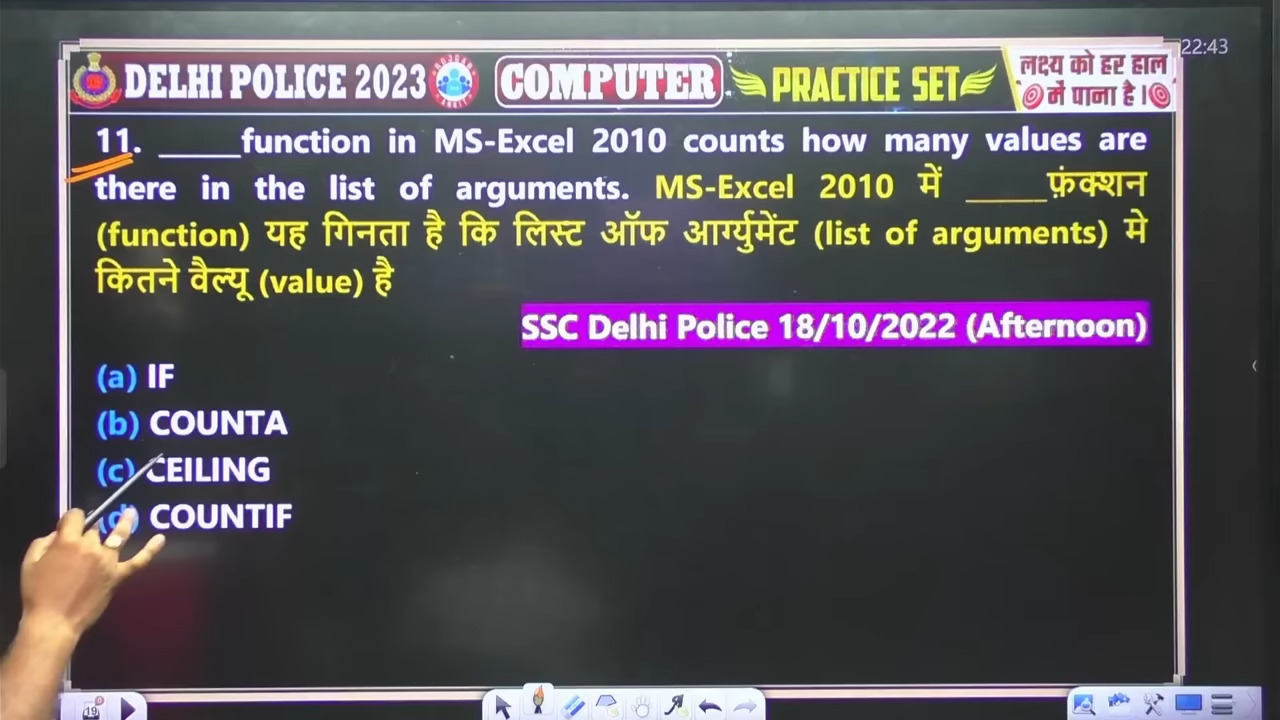 22:43
DELHI POLICE 2023 COMPUTER PRACTICE SET
लक्ष्य को हर हाल
में पाना है।
11. _____function in MS-Excel 2010 counts how many values are
there in the list of arguments. MS-Excel 2010 में _____फ़ंक्शन
(function) यह गिनता है कि लिस्ट ऑफ आर्ग्युमेंट (list of arguments) मे
कितने वैल्यू (value) है
SSC Delhi Police 18/10/2022 (Afternoon)
(a) IF
(b) COUNTA
(c) CEILING
(d) COUNTIF
19